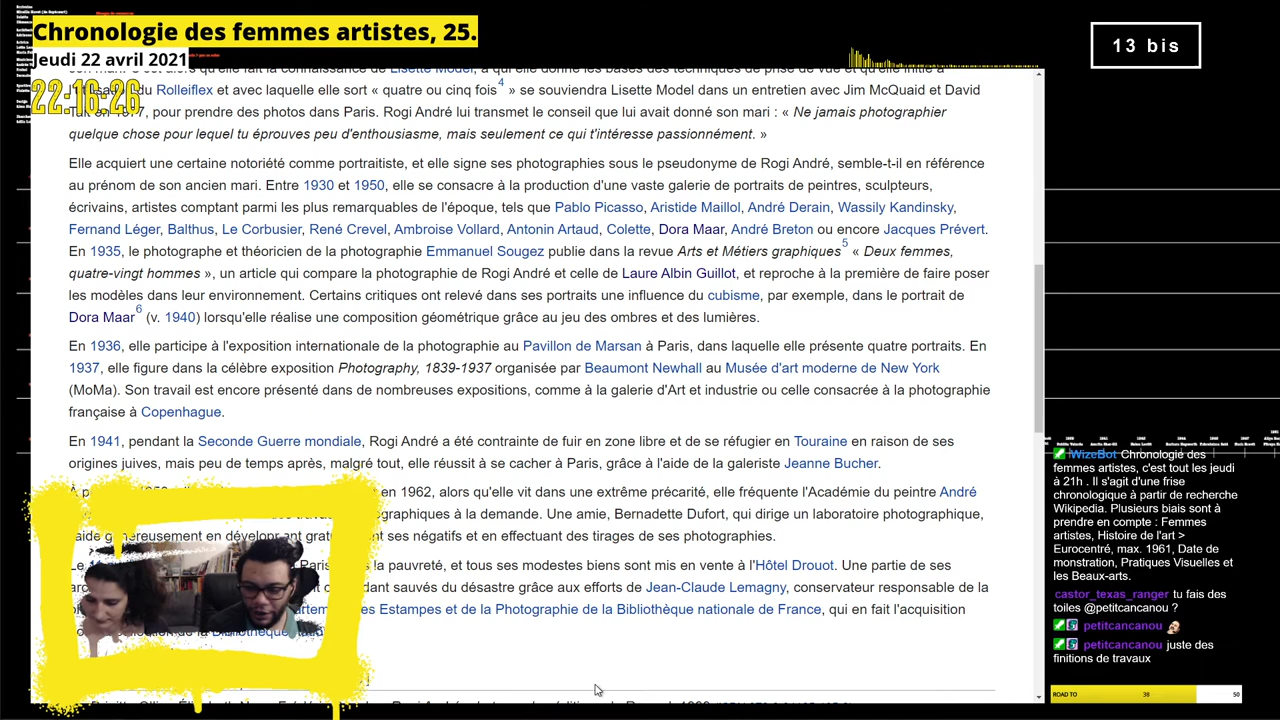 Chronologie des femmes artistes, 25.
Jeudi 22 avril 2021
22:16:26
13 bis
Lisette Model
du Rolleiflex et avec laquelle elle sort « quatre ou cinq fois4 » se souviendra Lisette Model dans un entretien avec Jim McQuaid et David
pour prendre des photos dans Paris. Rogi André lui transmet le conseil que lui avait donné son mari : « Ne jamais photographier
quelque chose pour lequel tu éprouves peu d'enthousiasme, mais seulement ce qui t'intéresse passionnément. »
Elle acquiert une certaine notoriété comme portraitiste, et elle signe ses photographies sous le pseudonyme de Rogi André, semble-t-il en référence
au prénom de son ancien mari. Entre 1930 et 1950, elle se consacre à la production d'une vaste galerie de portraits de peintres, sculpteurs,
écrivains, artistes comptant parmi les plus remarquables de l'époque, tels que Pablo Picasso, Aristide Maillol, André Derain, Wassily Kandinsky,
Fernand Léger, Balthus, Le Corbusier, René Crevel, Ambroise Vollard, Antonin Artaud, Colette, Dora Maar, André Breton ou encore Jacques Prévert.
En 1935, le photographe et théoricien de la photographie Emmanuel Sougez publie dans la revue Arts et Métiers graphiques5 « Deux femmes,
quatre-vingt hommes », un article qui compare la photographie de Rogi André et celle de Laure Albin Guillot, et reproche à la première de faire poser
les modèles dans leur environnement. Certains critiques ont relevé dans ses portraits une influence du cubisme, par exemple, dans le portrait de
Dora Maar6 (v. 1940) lorsqu'elle réalise une composition géométrique grâce au jeu des ombres et des lumières.
En 1936, elle participe à l'exposition internationale de la photographie au Pavillon de Marsan à Paris, dans laquelle elle présente quatre portraits. En
1937, elle figure dans la célèbre exposition Photography, 1839-1937 organisée par Beaumont Newhall au Musée d'art moderne de New York
(MoMa). Son travail est encore présenté dans de nombreuses expositions, comme à la galerie d'Art et industrie ou celle consacrée à la photographie
française à Copenhague.
En 1941, pendant la Seconde Guerre mondiale, Rogi André a été contrainte de fuir en zone libre et de se réfugier en Touraine en raison de ses
origines juives, mais peu de temps après, malgré tout, elle réussit à se cacher à Paris, grâce à l'aide de la galeriste Jeanne Bucher.
en 1962, alors qu'elle vit dans une extrême précarité, elle fréquente l'Académie du peintre André
graphiques à la demande. Une amie, Bernadette Dufort, qui dirige un laboratoire photographique,
ses négatifs et en effectuant des tirages de ses photographies.
la pauvreté, et tous ses modestes biens sont mis en vente à l'Hôtel Drouot. Une partie de ses
sauvés du désastre grâce aux efforts de Jean-Claude Lemagny, conservateur responsable de la
Estampes et de la Photographie de la Bibliothèque nationale de France, qui en fait l'acquisition
WizeBot Chronologie des
femmes artistes, c'est tout les jeudi
à 21h . Il s'agit d'une frise
chronologique à partir de recherche
Wikipedia. Plusieurs biais sont à
prendre en compte : Femmes
artistes, Histoire de l'art >
Eurocentré, max. 1961, Date de
monstration, Pratiques Visuelles et
les Beaux-arts.
castor_texas_ranger tu fais des
toiles @petitcancanou ?
petitcancanou
petitcancanou juste des
finitions de travaux
ROAD TO 38 50